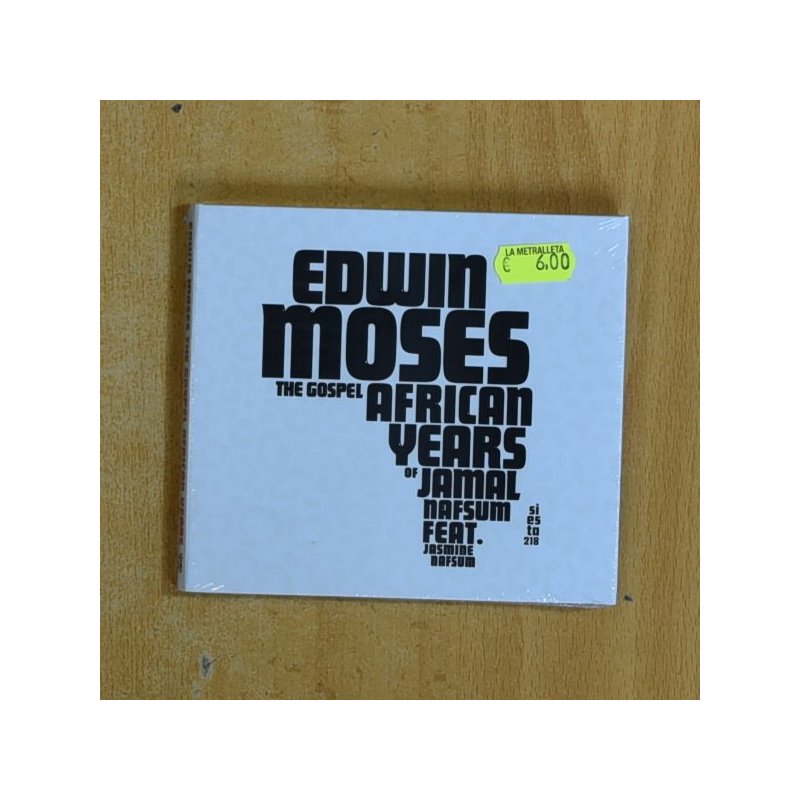 LA METRALLETA
€ 6.00
EDWIN
MOSES
THE GOSPEL AFRICAN
YEARS
OF JAMAL
NAFSUM
FEAT.
JASMINE
NAFSUM
si
es
ta
218